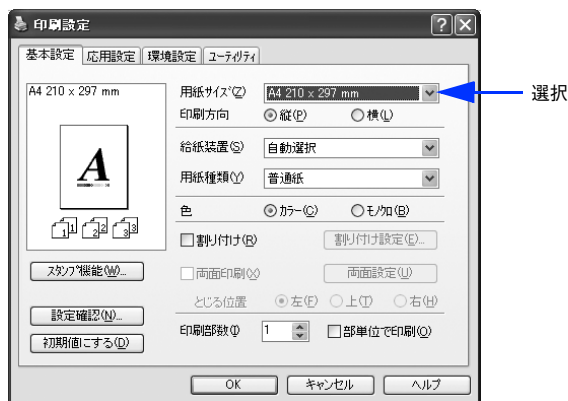 印刷設定
基本設定 応用設定 環境設定 ユーティリティ
A4 210 x 297 mm
A
1 1 2 2 3 3
スタンプ機能(W)...
設定確認(N)...
初期値にする(D)
用紙サイズ(Z) A4 210 x 297 mm 選択
印刷方向 縦(P) 横(L)
給紙装置(S) 自動選択
用紙種類(Y) 普通紙
色 カラー(C) モノクロ(B)
割り付け(R) 割り付け設定(E)...
両面印刷(X) 両面設定(U)
とじる位置 左(F) 上(T) 右(H)
印刷部数(I) 1 部単位で印刷(O)
OK キャンセル ヘルプ